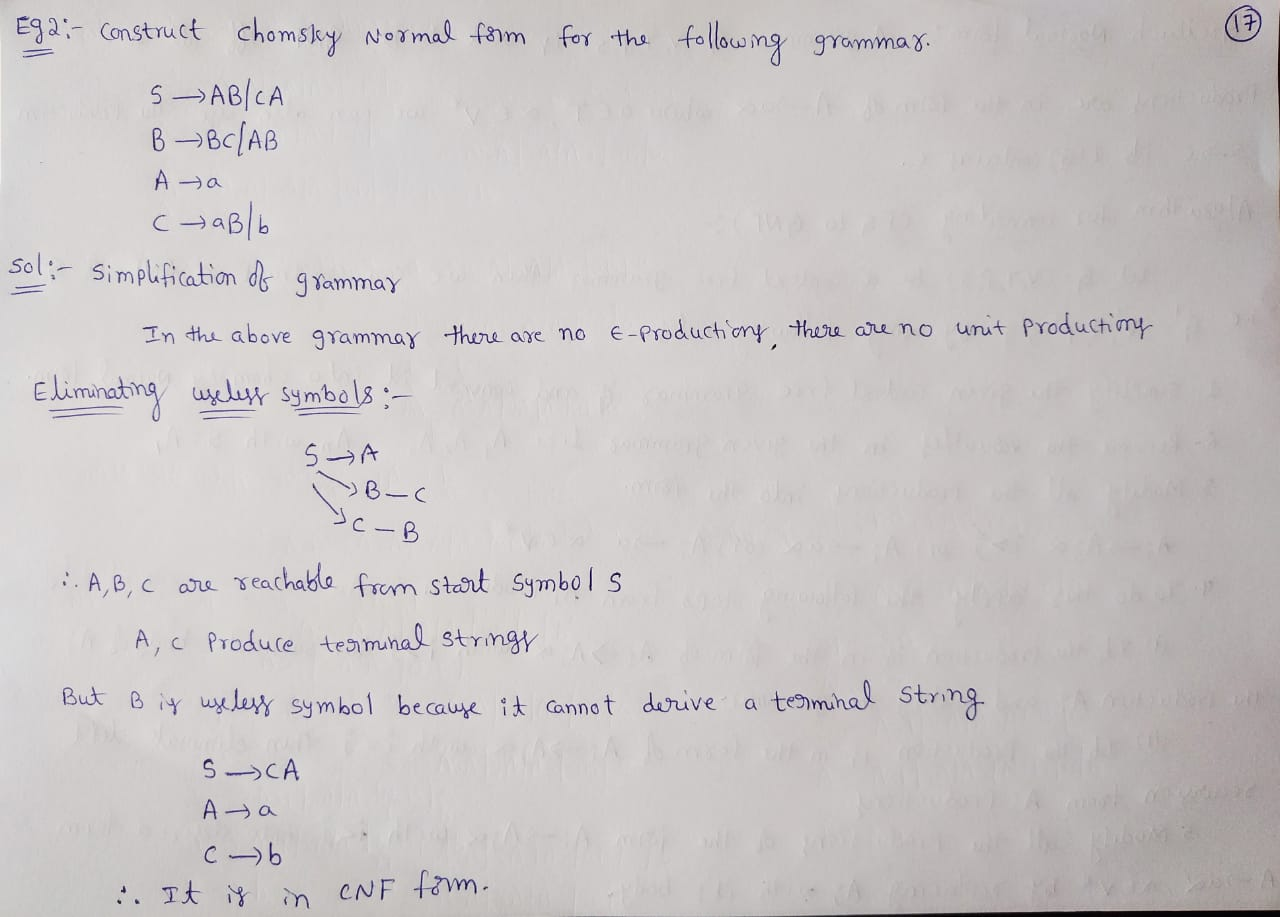 Eg 2:- Construct Chomsky Normal form for the following grammar.
17
S → AB/CA
B → BC/AB
A → a
C → aB/b
Sol:- Simplification of grammar
In the above grammar there are no ε-productions, there are no unit productions
Eliminating useless symbols :-
S → A
B - C
C - B
∴ A, B, C are reachable from start symbol S
A, C Produce terminal strings
But B is useless symbol because it cannot derive a terminal string
S → CA
A → a
C → b
∴ It is in CNF form.